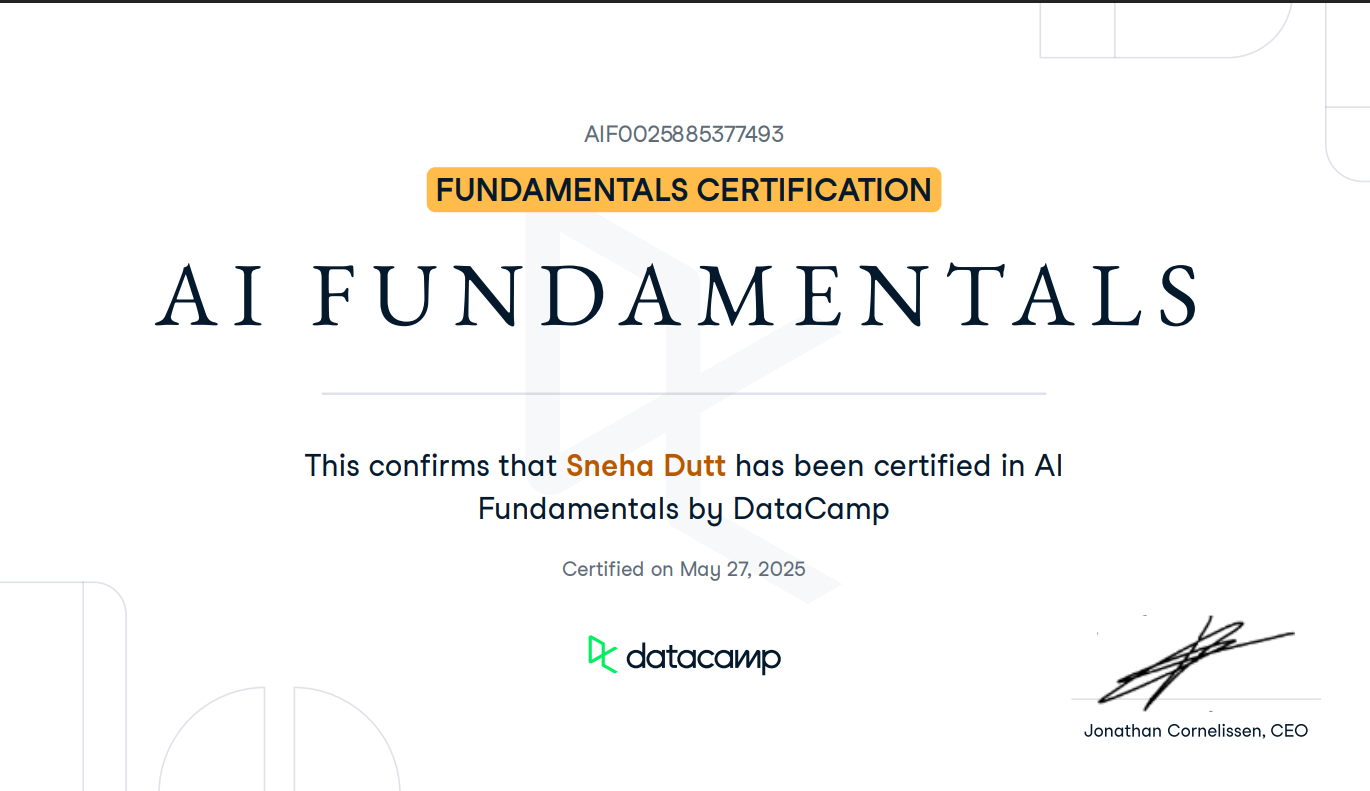 AIF0025885377493
FUNDAMENTALS CERTIFICATION
AI FUNDAMENTALS
This confirms that Sneha Dutt has been certified in AI
Fundamentals by DataCamp
Certified on May 27, 2025
datacamp
Jonathan Cornelissen, CEO